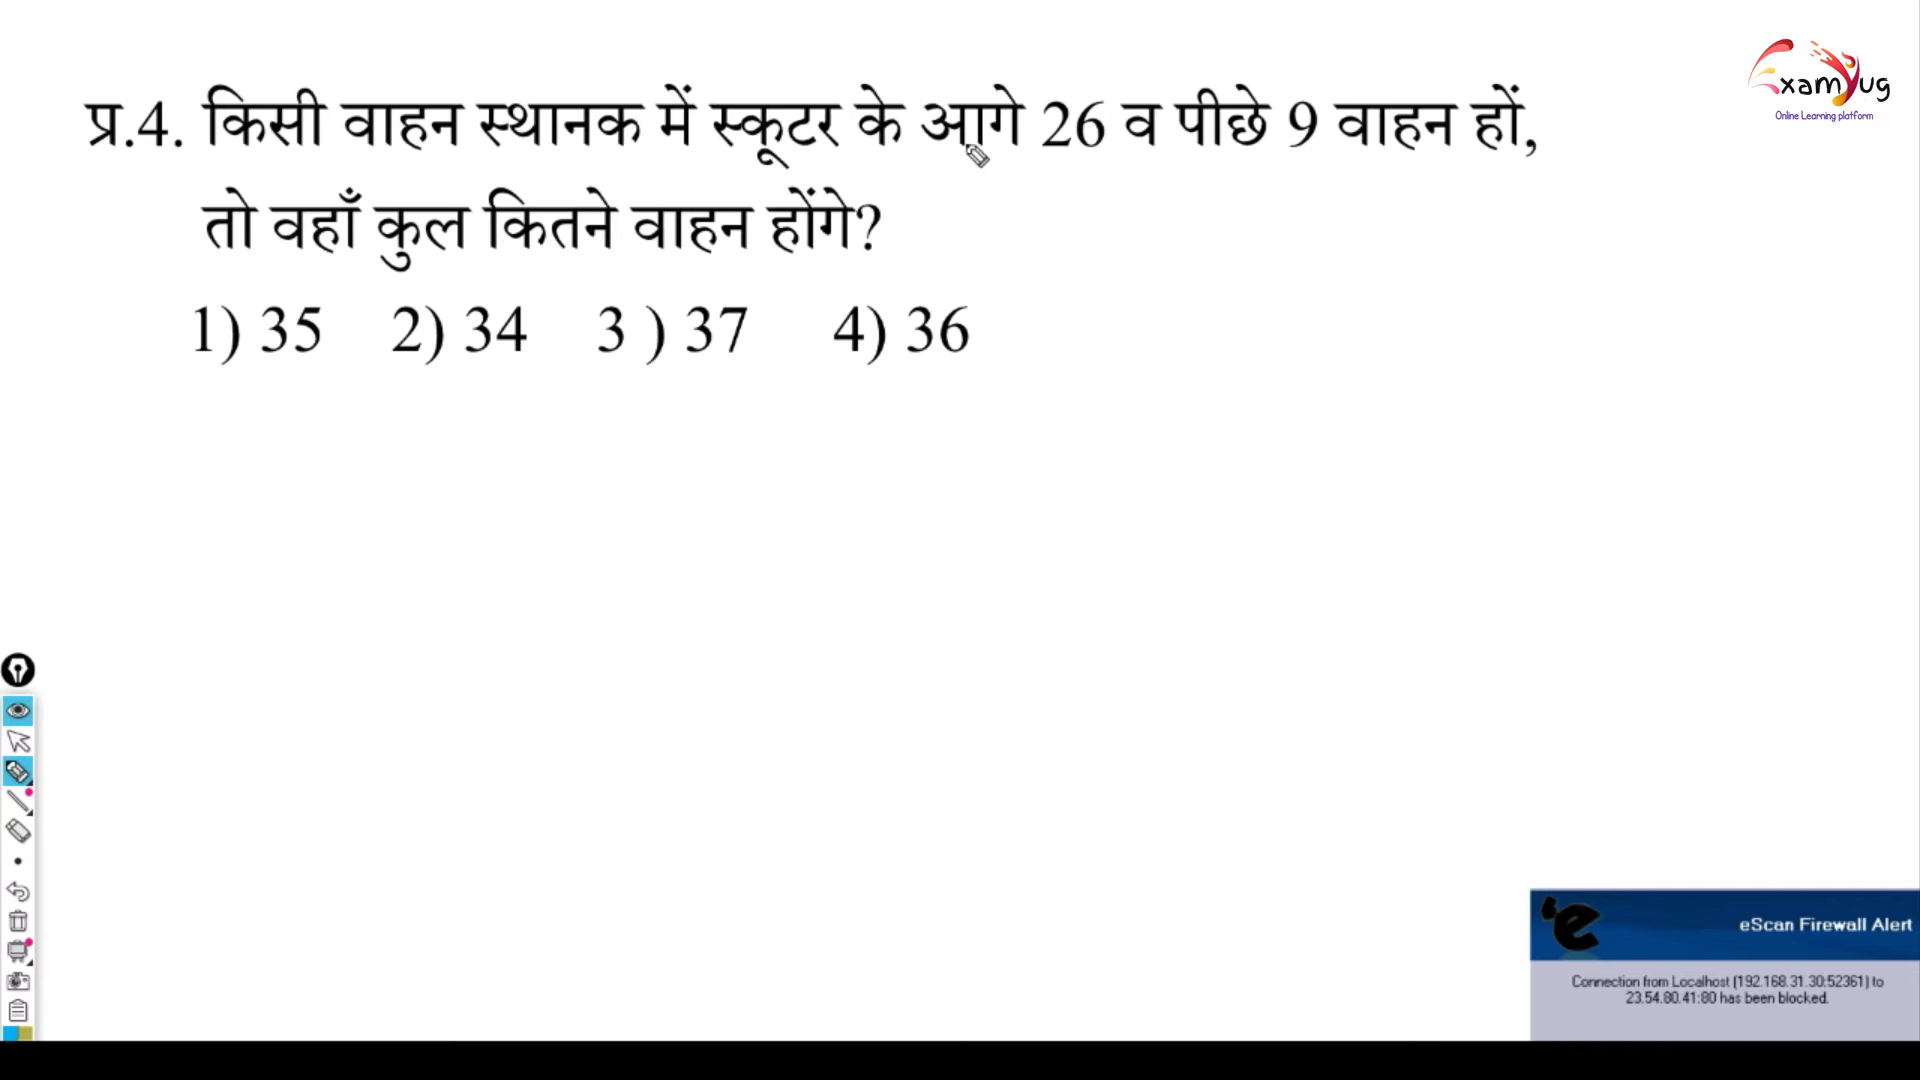 xamyug
Online Learning platform
प्र.4. किसी वाहन स्थानक में स्कूटर के आगे 26 व पीछे 9 वाहन हों,
तो वहाँ कुल कितने वाहन होंगे?
1) 35 2) 34 3 ) 37 4) 36
eScan Firewall Alert
Connection from Localhost (192.168.31.30:52361) to
23.54.80.41:80 has been blocked.